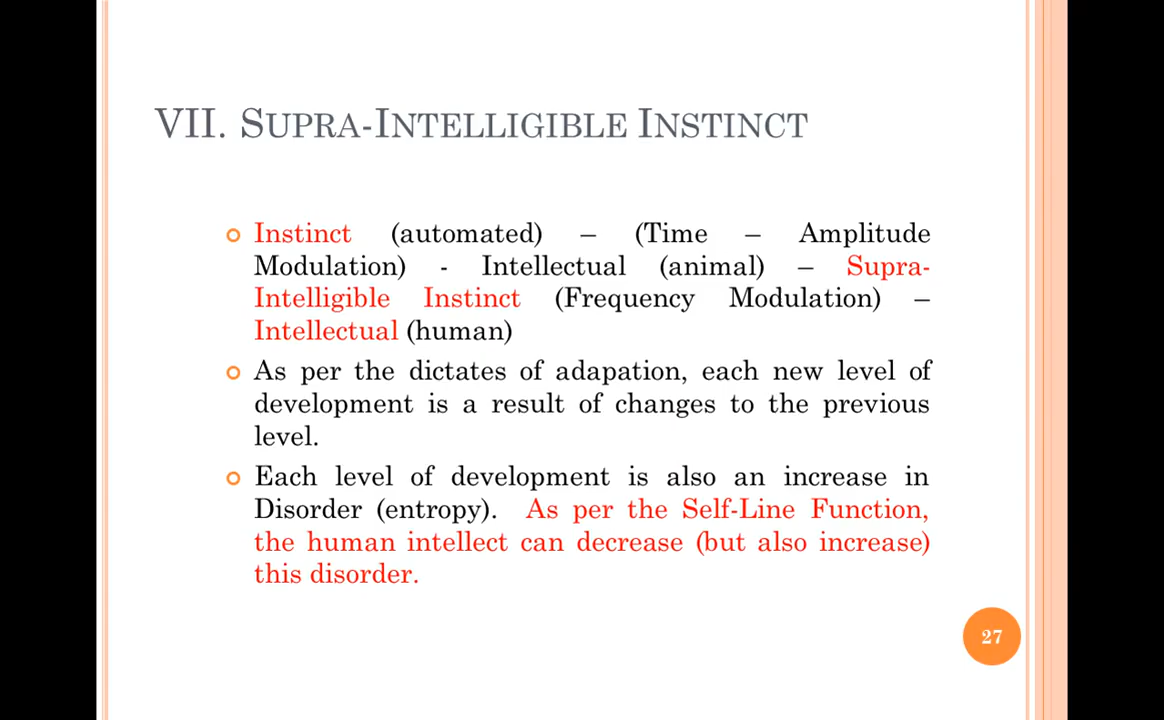 VII. SUPRA-INTELLIGIBLE INSTINCT
Instinct (automated) – (Time – Amplitude
Modulation) - Intellectual (animal) – Supra-
Intelligible Instinct (Frequency Modulation) –
Intellectual (human)
As per the dictates of adapation, each new level of
development is a result of changes to the previous
level.
Each level of development is also an increase in
Disorder (entropy). As per the Self-Line Function,
the human intellect can decrease (but also increase)
this disorder.
27